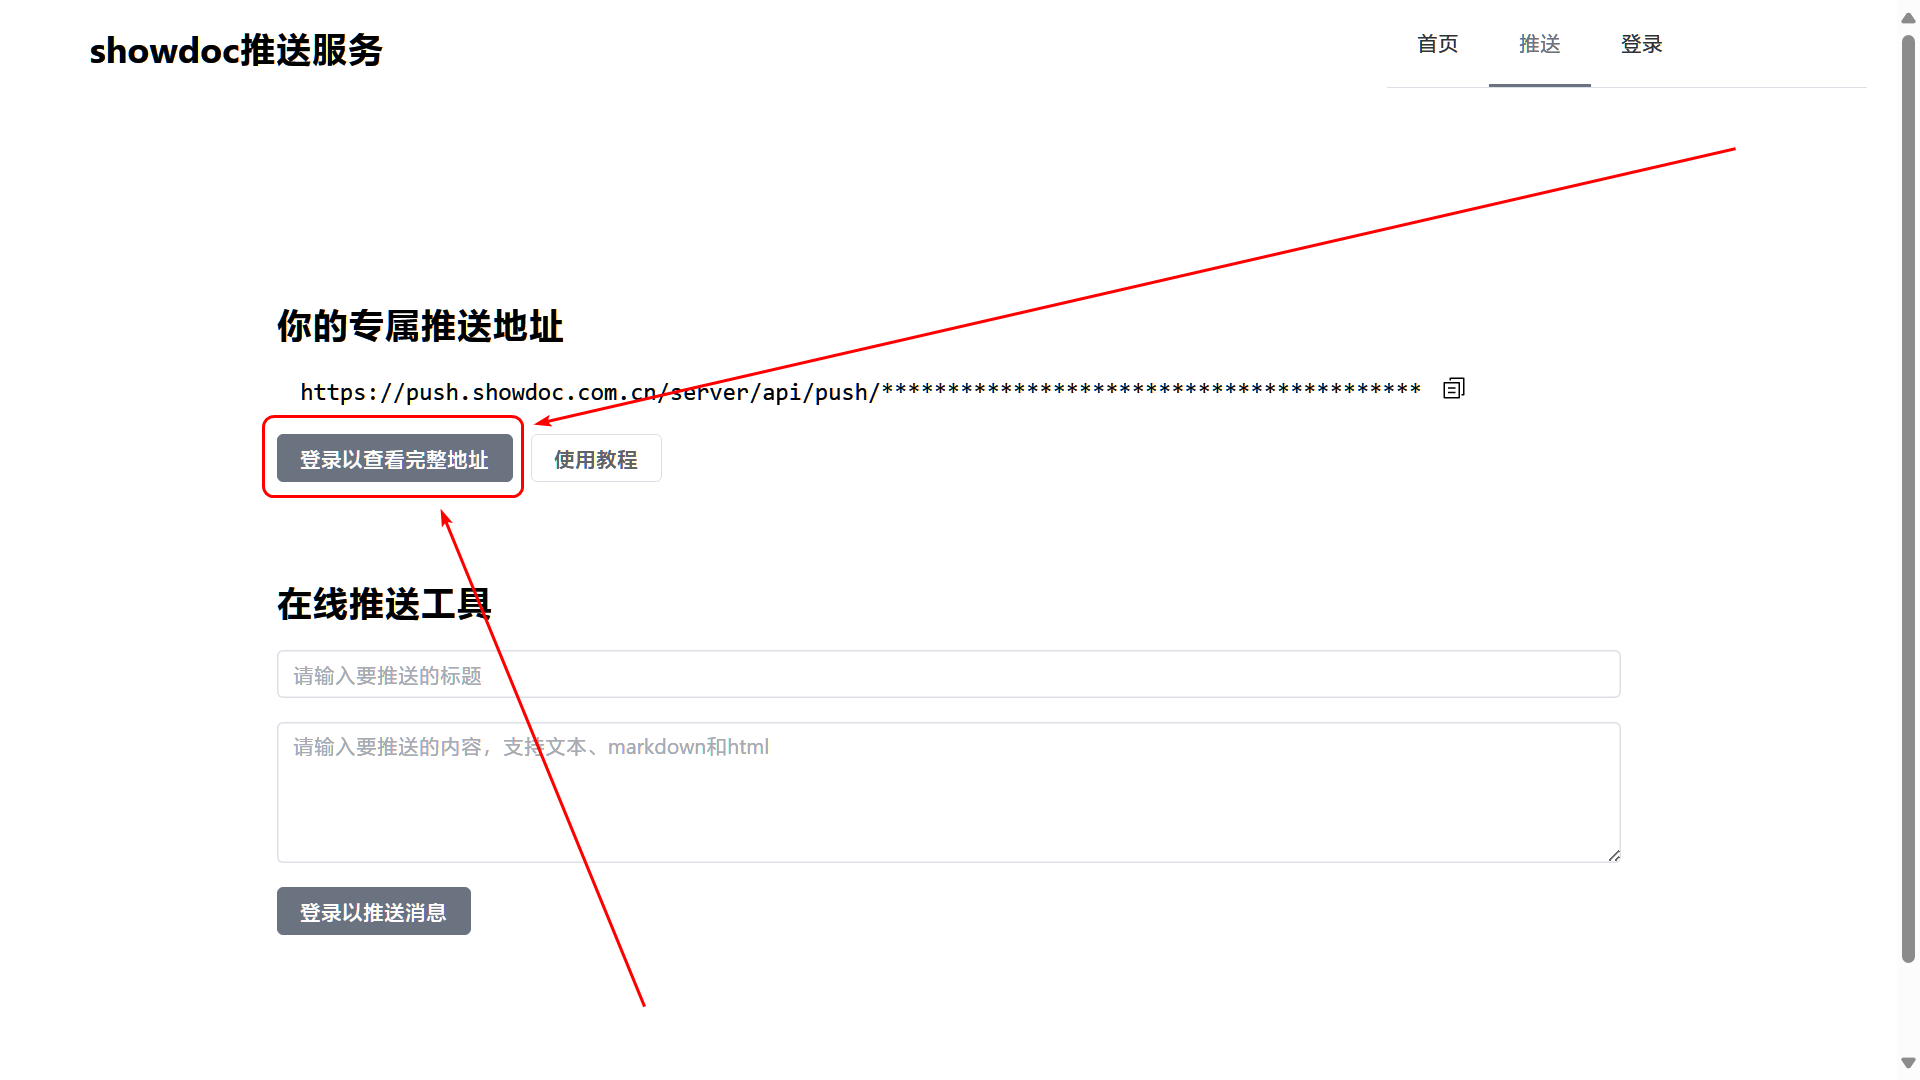 showdoc推送服务
首页 推送 登录
你的专属推送地址
https://push.showdoc.com.cn/server/api/push/*****************************************
登录以查看完整地址 使用教程
在线推送工具
请输入要推送的标题
请输入要推送的内容，支持文本、markdown和html
登录以推送消息